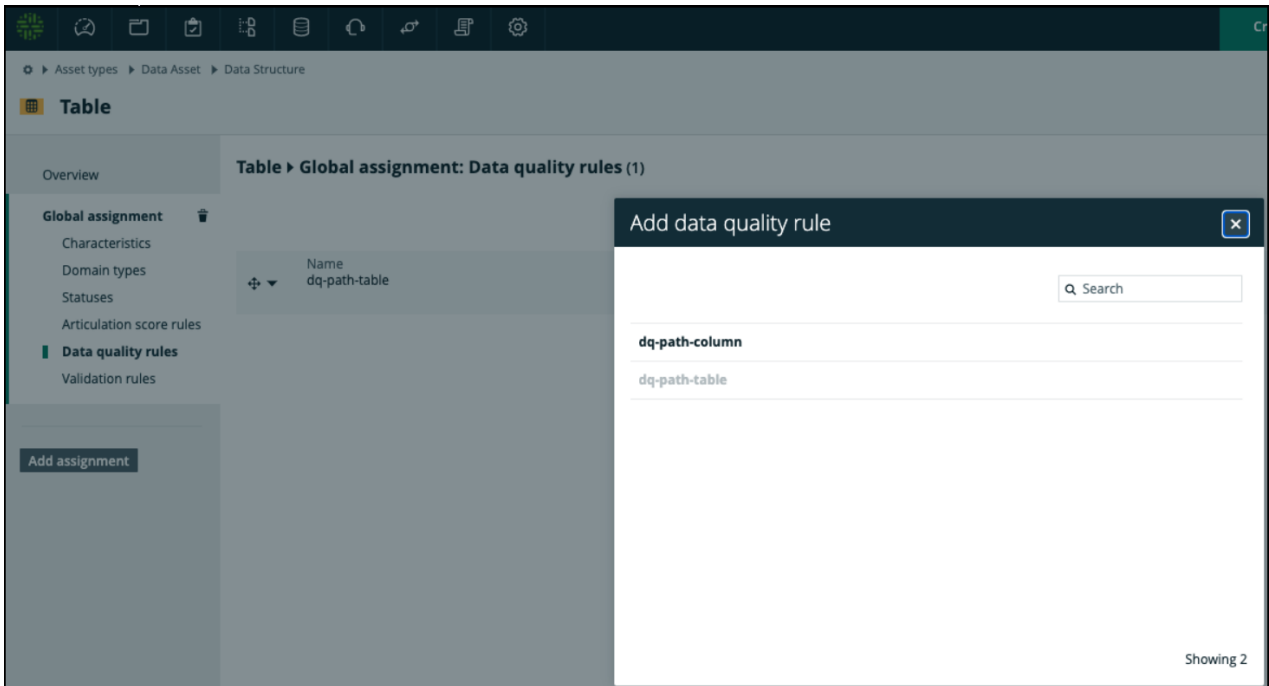 Cr
Asset types Data Asset Data Structure
Table
Overview
Global assignment
Characteristics
Domain types
Statuses
Articulation score rules
Data quality rules
Validation rules
Add assignment
Table Global assignment: Data quality rules (1)
Name
dq-path-table
Add data quality rule
Search
dq-path-column
dq-path-table
Showing 2